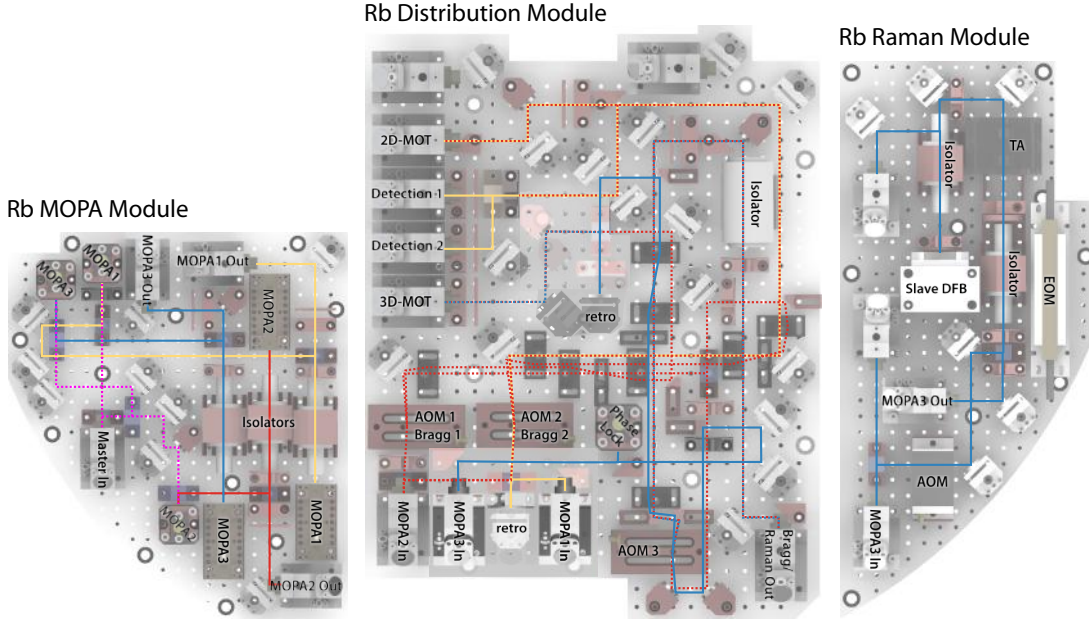 Rb Distribution Module
Rb Raman Module
Rb MOPA Module
2D-MOT
Detection 1
Detection 2
3D-MOT
Isolator
retro
AOM 1
Bragg 1
AOM 2
Bragg 2
Phase
Lock
MOPA2 In
MOPA3 In
retro
MOPA1 In
AOM 3
Bragg/
Raman Out
MOPA3
MOPA1
MOPA3 Out
MOPA1 Out
MOPA2
Isolators
Master In
MOPA2
MOPA3
MOPA1
MOPA2 Out
Isolator
TA
Slave DFB
Isolator
EOM
MOPA3 Out
AOM
MOPA3 In